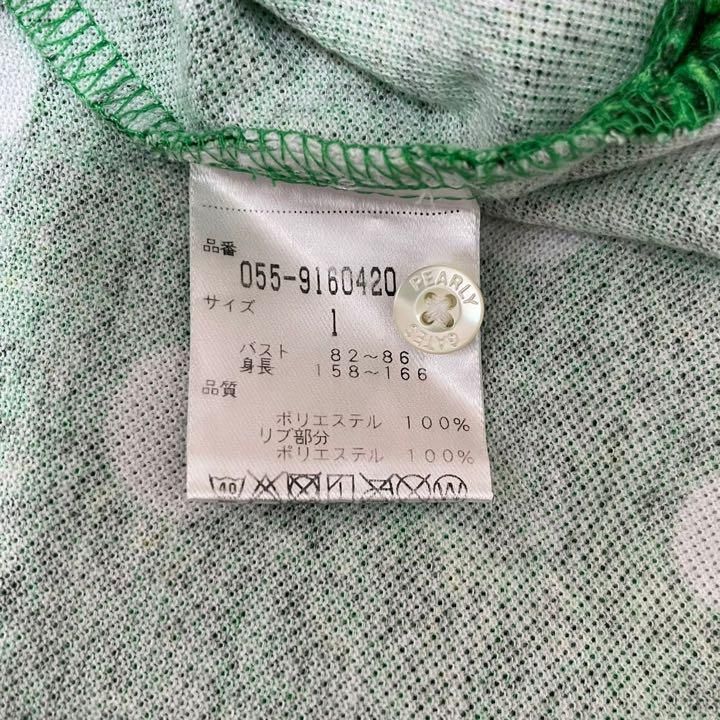 品番
055-9160420
サイズ
1
バスト 82～86
身長 158～166
品質
ポリエステル 100%
リブ部分
ポリエステル 100%
40 W
PEARLY
GATES